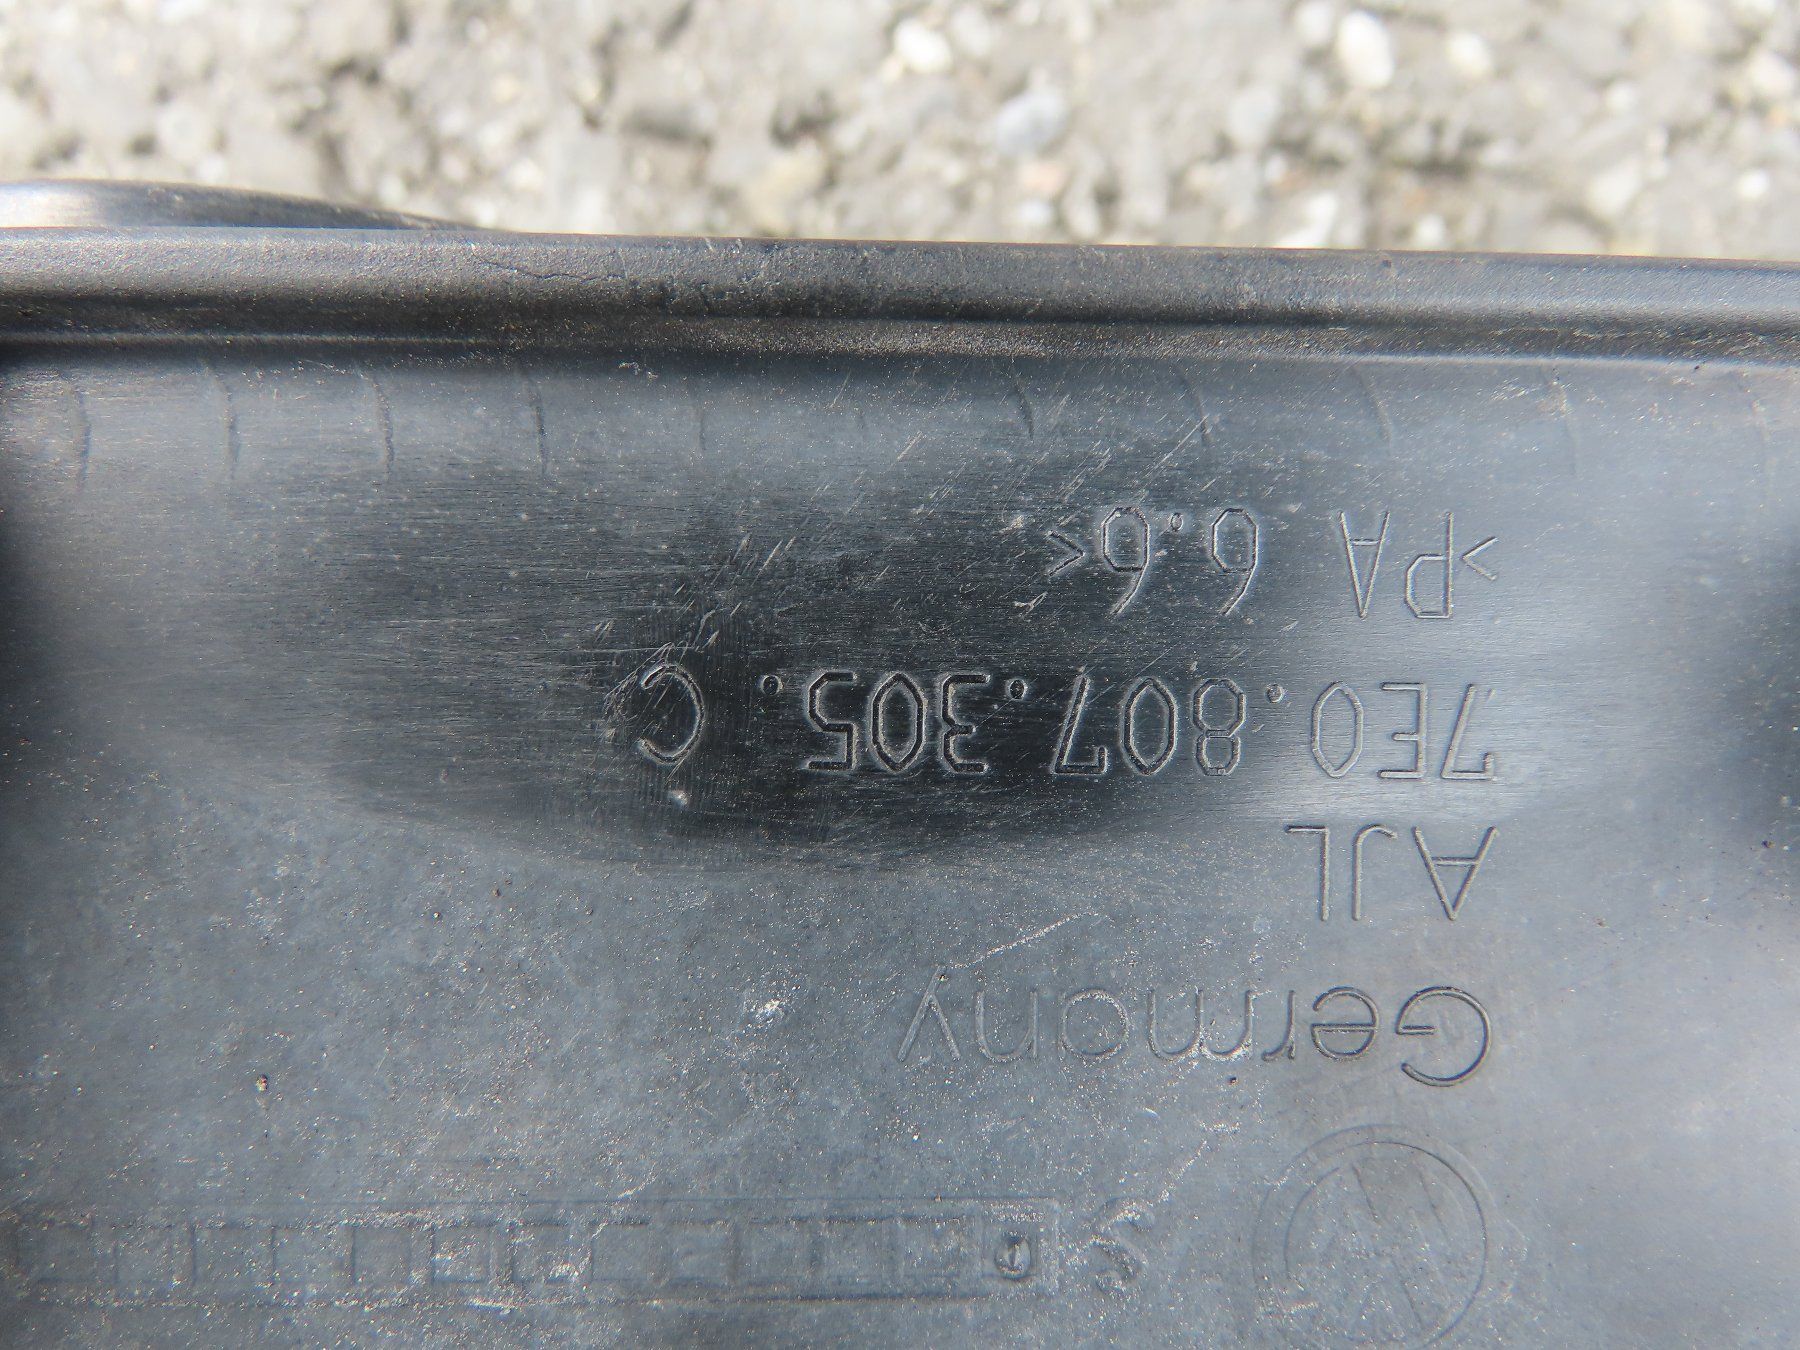 S
Germany
AJL
7E0.807.305. C
>PA 6.6<